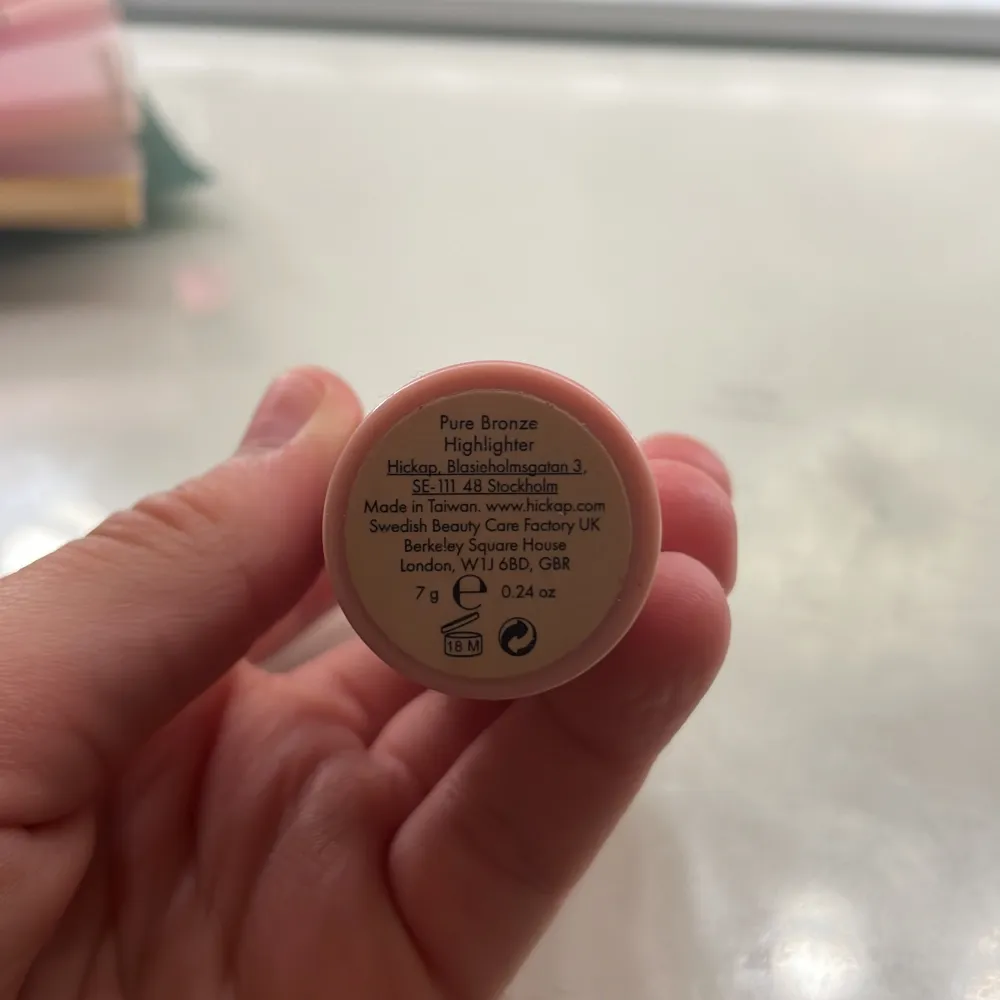 Pure Bronze
Highlighter
Hickap, Blasieholmsgatan 3,
SE-111 48 Stockholm
Made in Taiwan. www.hickap.com
Swedish Beauty Care Factory UK
Berkeley Square House
London, W1J 6BD, GBR
7 g e 0.24 oz
18 M